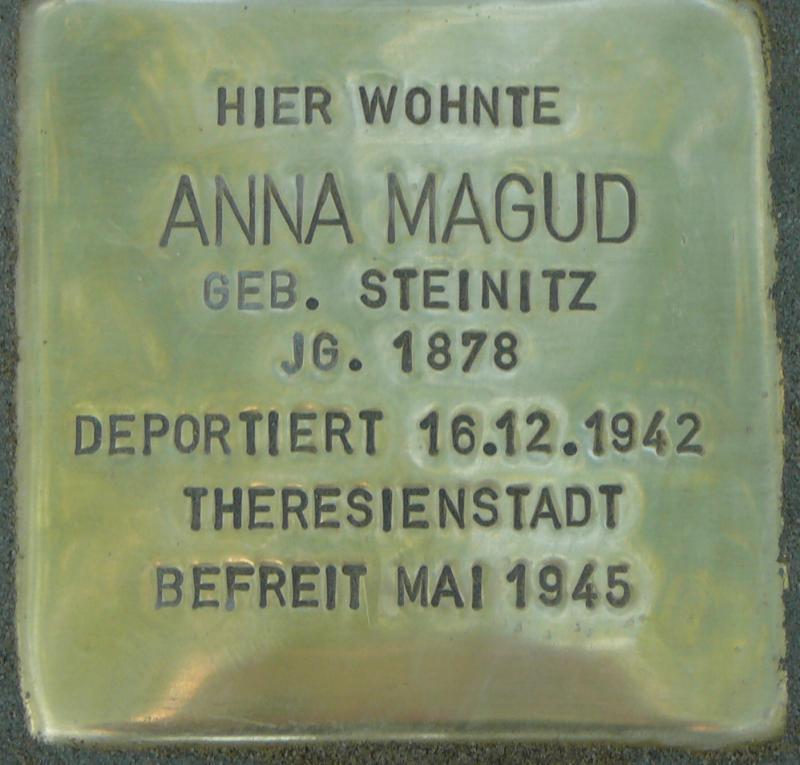 HIER WOHNTE
ANNA MAGUD
GEB. STEINITZ
JG. 1878
DEPORTIERT 16.12.1942
THERESIENSTADT
BEFREIT MAI 1945